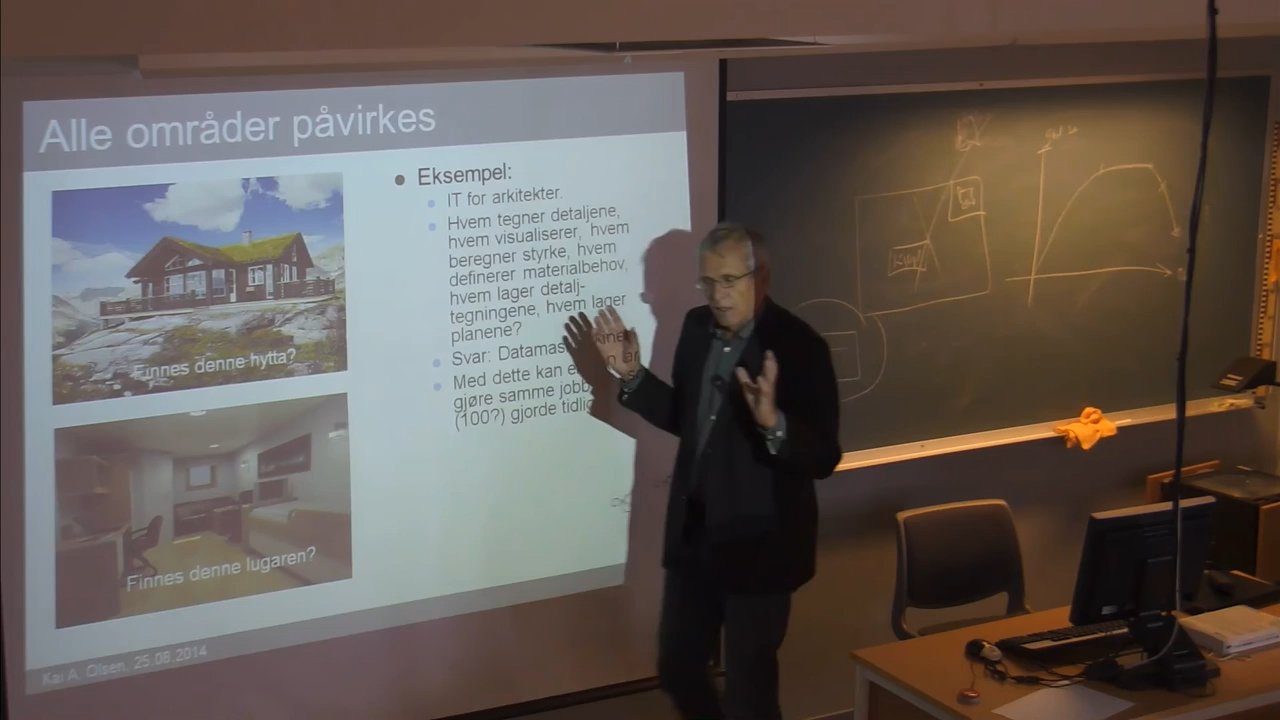 Alle områder påvirkes
Eksempel:
IT for arkitekter.
Hvem tegner detaljene,
hvem visualiserer, hvem
beregner styrke, hvem
definerer materialbehov,
hvem lager detalj-
tegningene, hvem lager
planene?
Svar:
Med dette kan
gjøre samme jobb
(100?) gjorde
Finnes denne hytta?
Finnes denne lugaren?
Kai A. Olsen, 25.08.2014